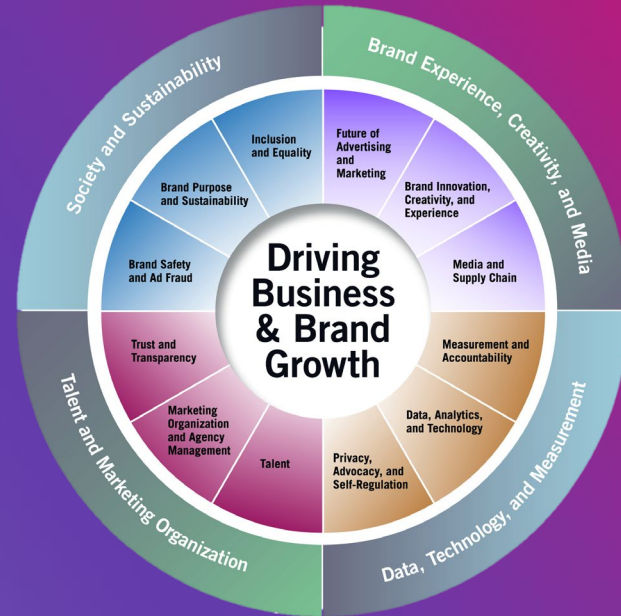 Society and Sustainability
Brand Experience, Creativity, and Media
Inclusion
and Equality
Future of
Advertising
and
Marketing
Brand Purpose
and Sustainability
Brand Innovation,
Creativity, and
Experience
Brand Safety
and Ad Fraud
Media and
Supply Chain
Driving
Business
& Brand
Growth
Trust and
Transparency
Measurement and
Accountability
Marketing
Organization
and Agency
Management
Data, Analytics,
and Technology
Talent
Privacy,
Advocacy, and
Self-Regulation
Talent and Marketing Organization
Data, Technology, and Measurement